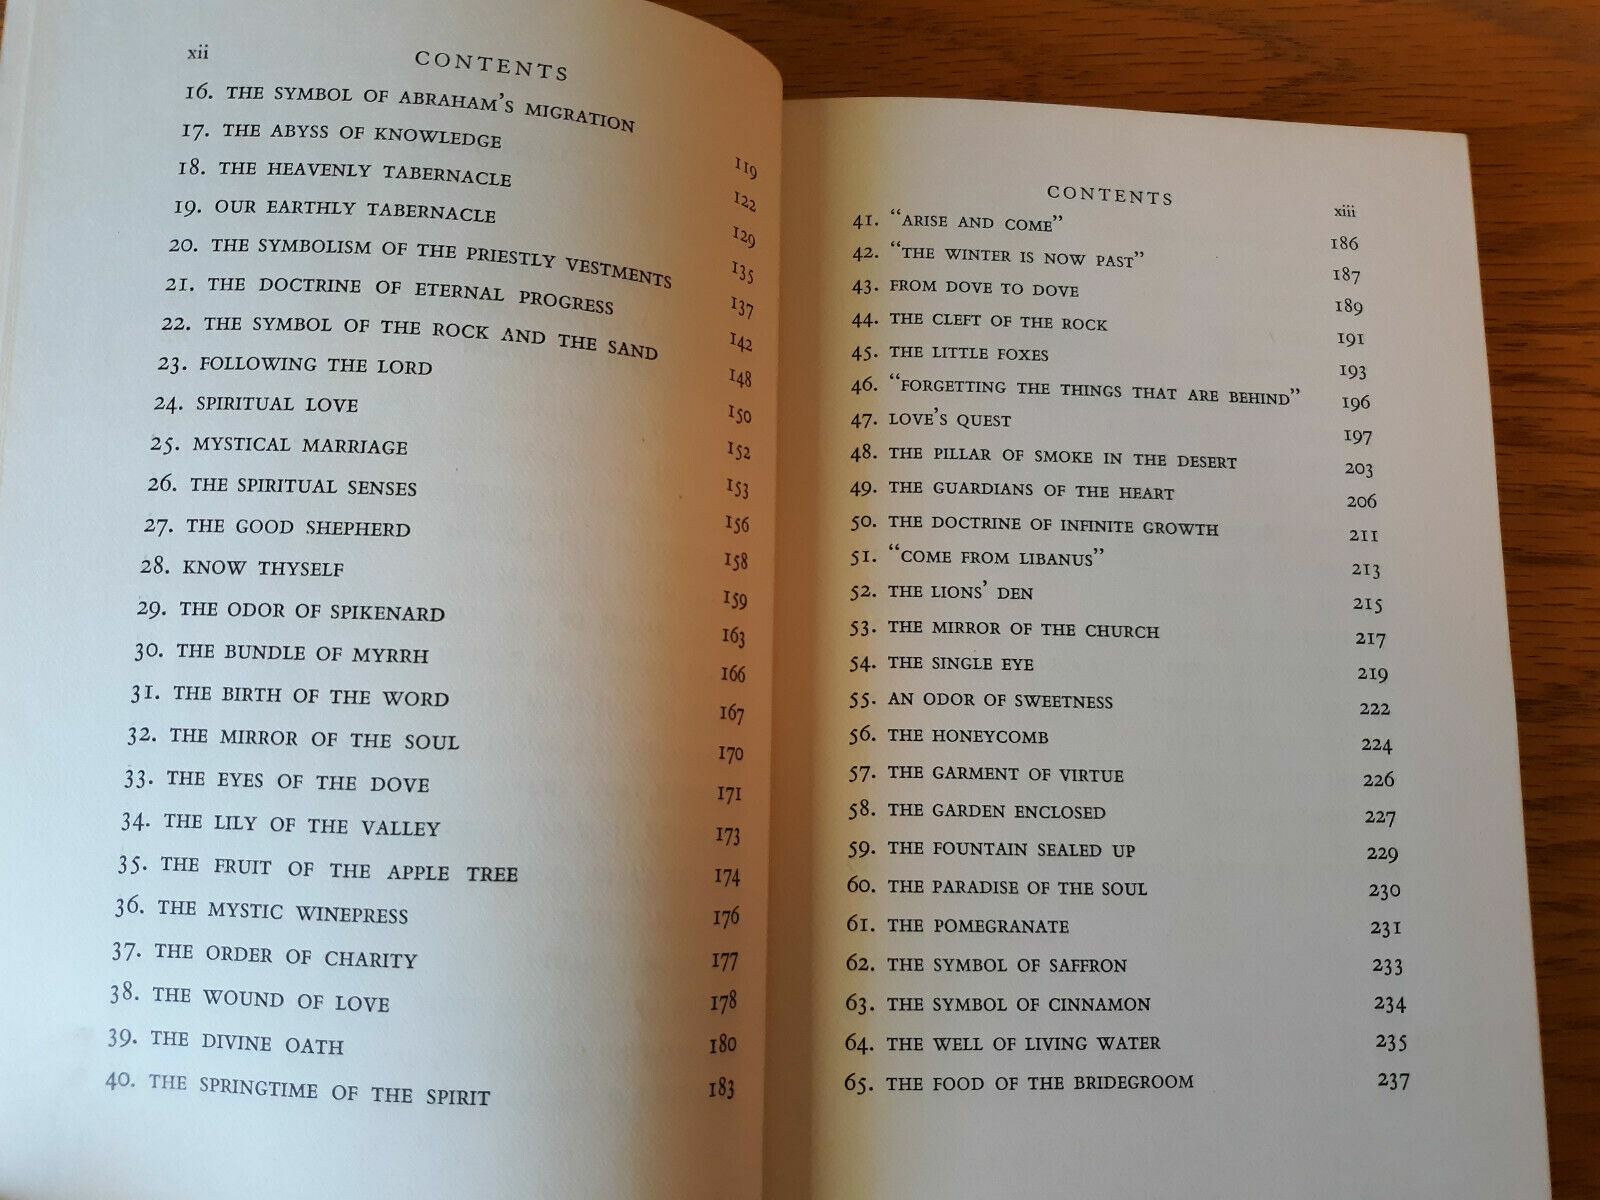 xii CONTENTS
16. THE SYMBOL OF ABRAHAM'S MIGRATION 119
17. THE ABYSS OF KNOWLEDGE 122
18. THE HEAVENLY TABERNACLE 129
19. OUR EARTHLY TABERNACLE 135
20. THE SYMBOLISM OF THE PRIESTLY VESTMENTS 137
21. THE DOCTRINE OF ETERNAL PROGRESS 142
22. THE SYMBOL OF THE ROCK AND THE SAND 148
23. FOLLOWING THE LORD 150
24. SPIRITUAL LOVE 152
25. MYSTICAL MARRIAGE 153
26. THE SPIRITUAL SENSES 156
27. THE GOOD SHEPHERD 158
28. KNOW THYSELF 159
29. THE ODOR OF SPIKENARD 163
30. THE BUNDLE OF MYRRH 166
31. THE BIRTH OF THE WORD 167
32. THE MIRROR OF THE SOUL 170
33. THE EYES OF THE DOVE 171
34. THE LILY OF THE VALLEY 173
35. THE FRUIT OF THE APPLE TREE 174
36. THE MYSTIC WINEPRESS 176
37. THE ORDER OF CHARITY 177
38. THE WOUND OF LOVE 178
39. THE DIVINE OATH 180
40. THE SPRINGTIME OF THE SPIRIT 183
CONTENTS xiii
41. "ARISE AND COME" 186
42. "THE WINTER IS NOW PAST" 187
43. FROM DOVE TO DOVE 189
44. THE CLEFT OF THE ROCK 191
45. THE LITTLE FOXES 193
46. "FORGETTING THE THINGS THAT ARE BEHIND" 196
47. LOVE'S QUEST 197
48. THE PILLAR OF SMOKE IN THE DESERT 203
49. THE GUARDIANS OF THE HEART 206
50. THE DOCTRINE OF INFINITE GROWTH 211
51. "COME FROM LIBANUS" 213
52. THE LIONS' DEN 215
53. THE MIRROR OF THE CHURCH 217
54. THE SINGLE EYE 219
55. AN ODOR OF SWEETNESS 222
56. THE HONEYCOMB 224
57. THE GARMENT OF VIRTUE 226
58. THE GARDEN ENCLOSED 227
59. THE FOUNTAIN SEALED UP 229
60. THE PARADISE OF THE SOUL 230
61. THE POMEGRANATE 231
62. THE SYMBOL OF SAFFRON 233
63. THE SYMBOL OF CINNAMON 234
64. THE WELL OF LIVING WATER 235
65. THE FOOD OF THE BRIDEGROOM 237